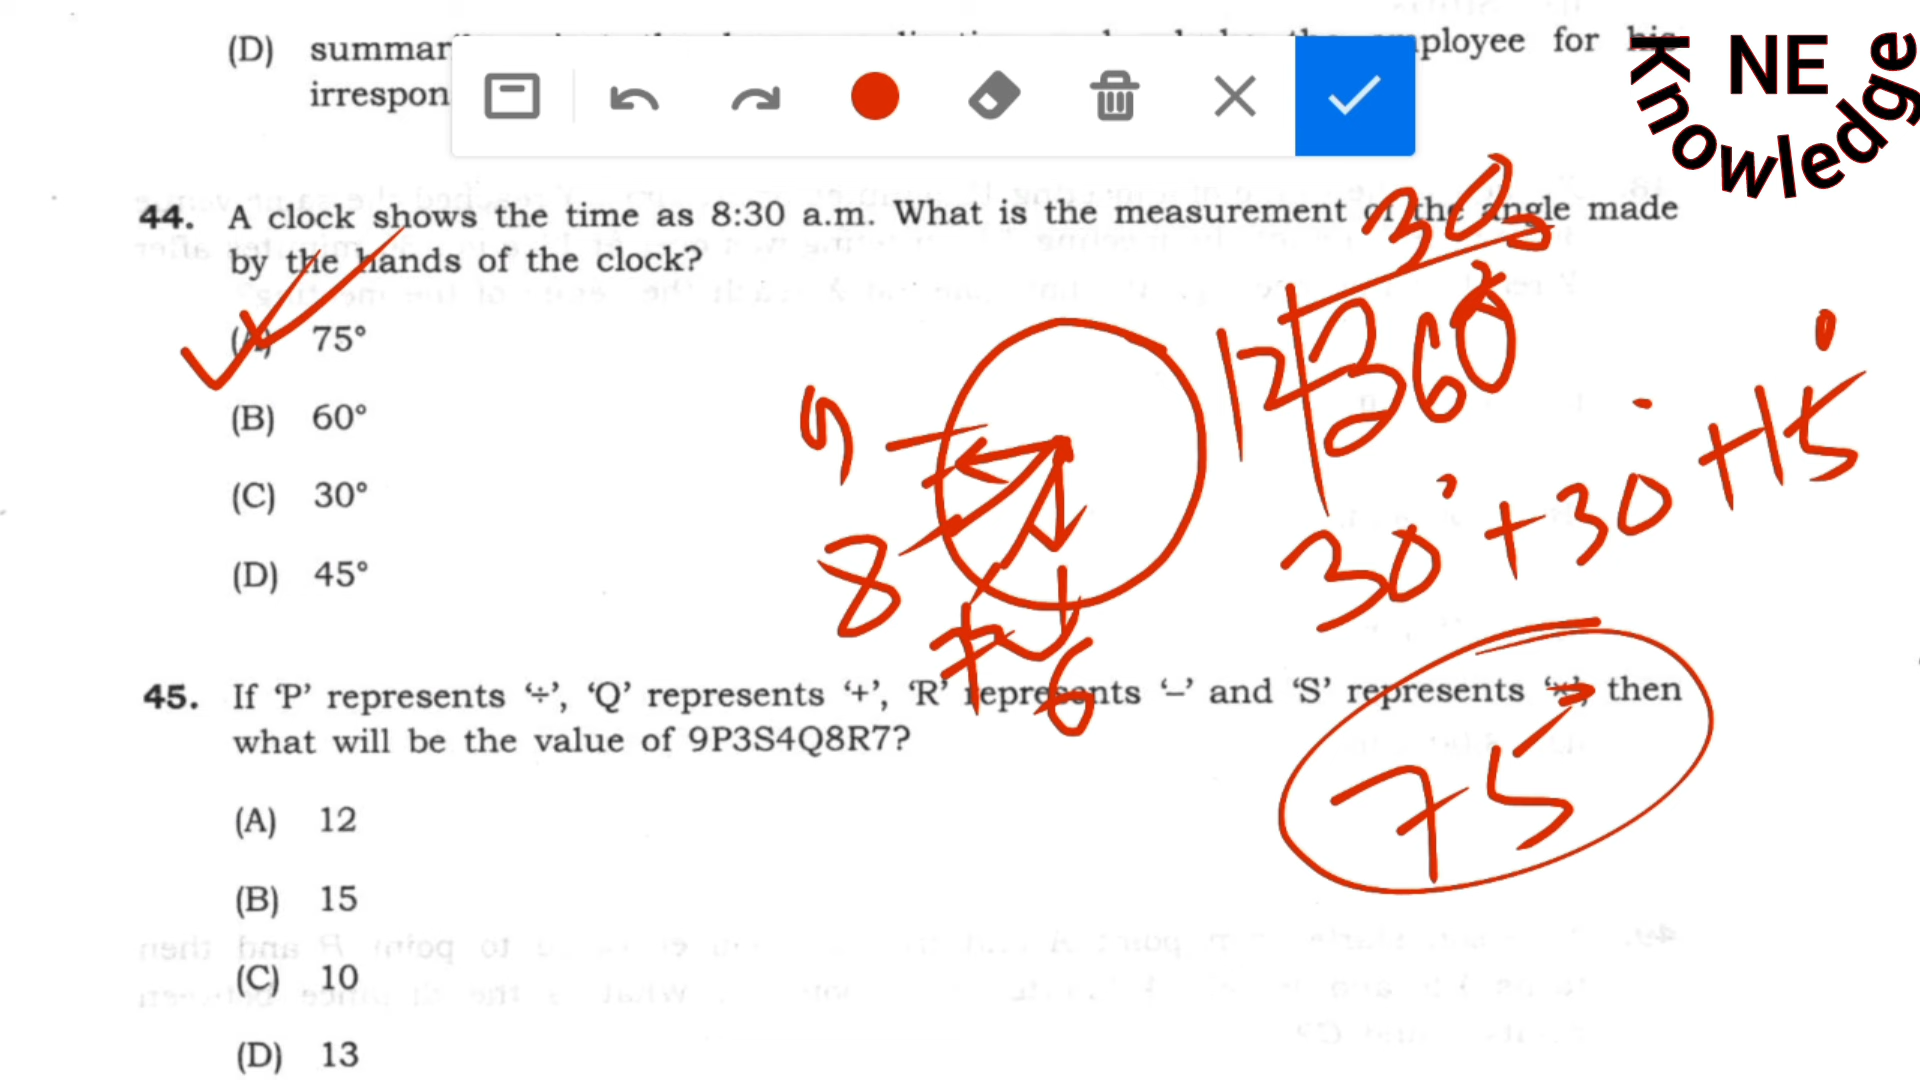 (D) summar employee for his
irrespon
NE
Knowledge
44. A clock shows the time as 8:30 a.m. What is the measurement of the angle made
by the hands of the clock?
(A) 75°
(B) 60°
(C) 30°
(D) 45°
30°
12 360°
9
8
7
6
30° + 30° + 15°
75
45. If ‘P’ represents ‘÷’, ‘Q’ represents ‘+’, ‘R’ represents ‘–’ and ‘S’ represents ‘×’, then
what will be the value of 9P3S4Q8R7?
(A) 12
(B) 15
(C) 10
(D) 13